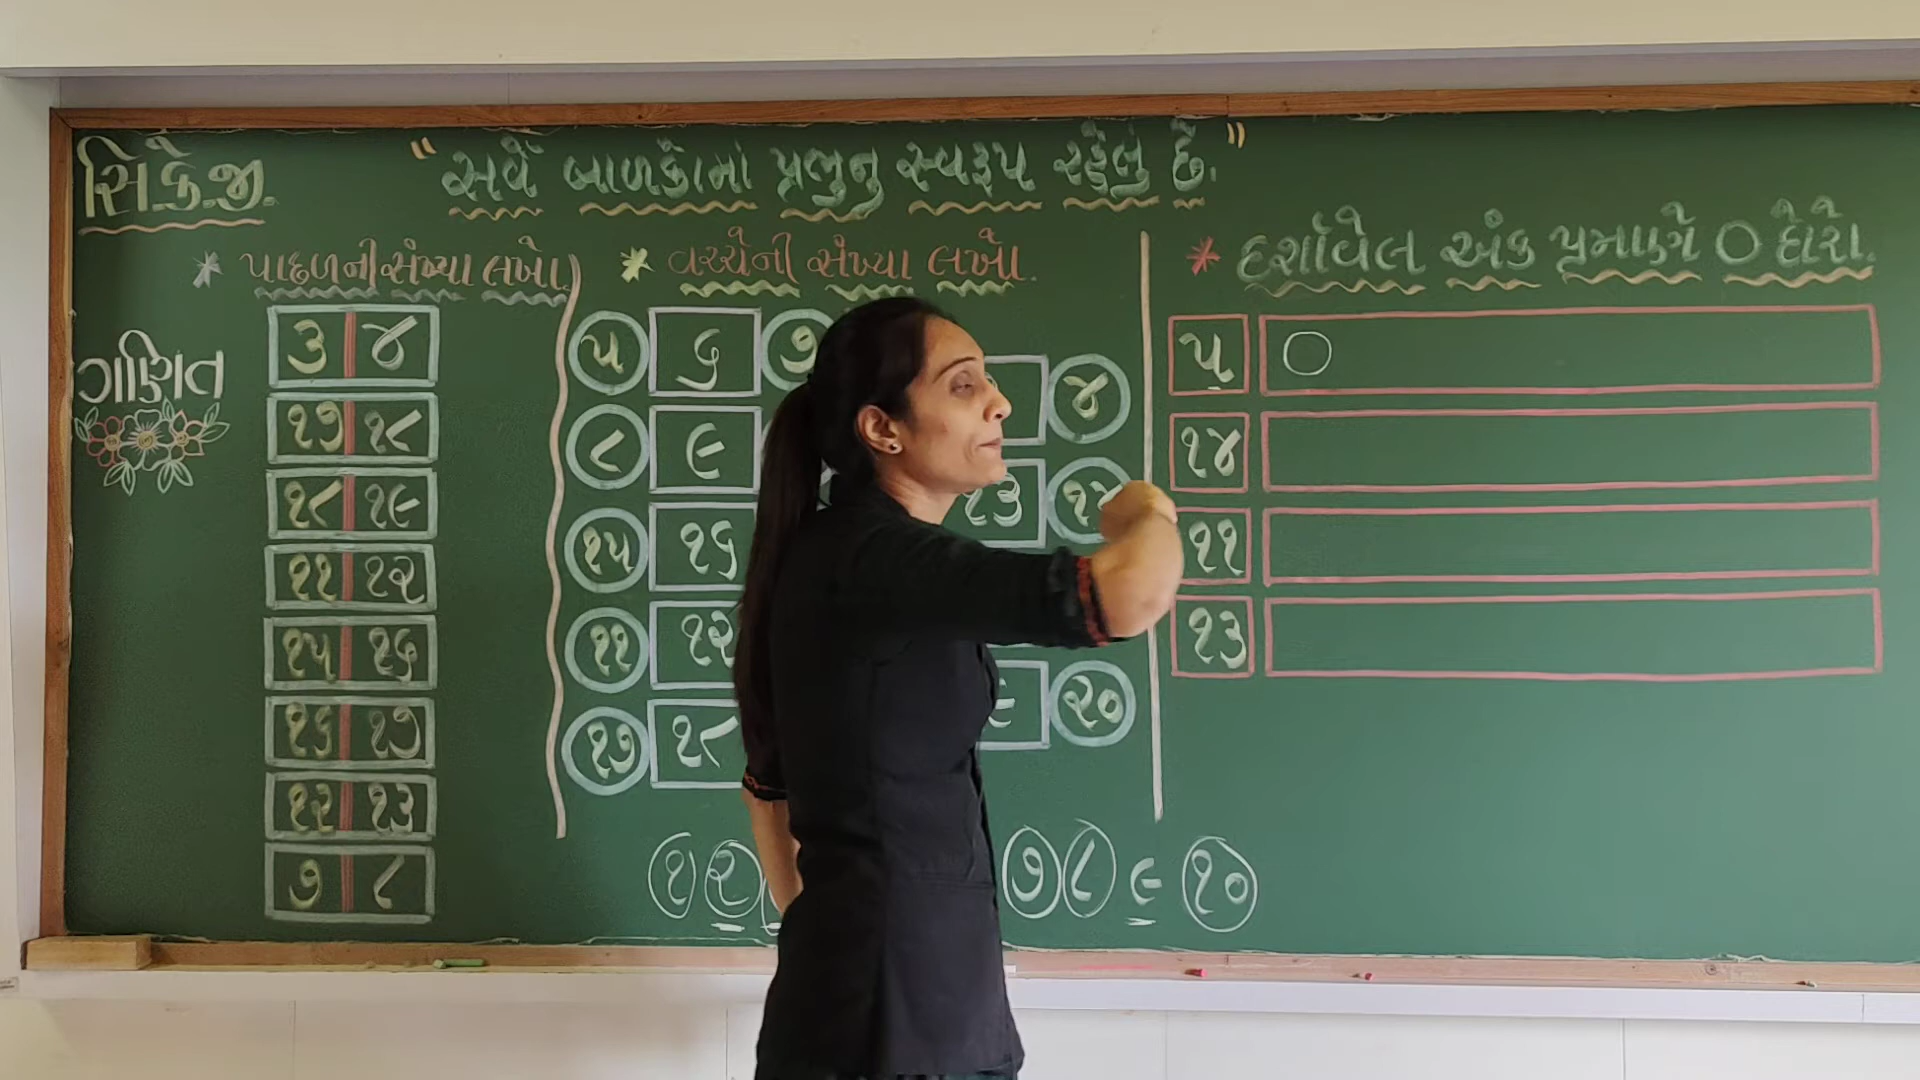 સિ.કે.જી.
"સર્વે બાળકોમાં પ્રભુનુ સ્વરૂપ રહેલું છે."
ગણિત
* પાછળની સંખ્યા લખો.
૩ ૪
૧૭ ૧૮
૧૮ ૧૯
૧૧ ૧૨
૧૫ ૧૬
૧૬ ૧૭
૧૨ ૧૩
૭ ૮
* વચ્ચેની સંખ્યા લખો.
૫ ૬ ૭
૮ ૯
૧૫ ૧૬
૧૧ ૧૨
૧૭ ૧૮
૪
૧૩
૨૦
૧ ૨ ૭ ૮ ૯ ૧૦
* દર્શાવેલ અંક પ્રમાણે O દોરો.
૫ O
૧૪
૧૧
૧૩